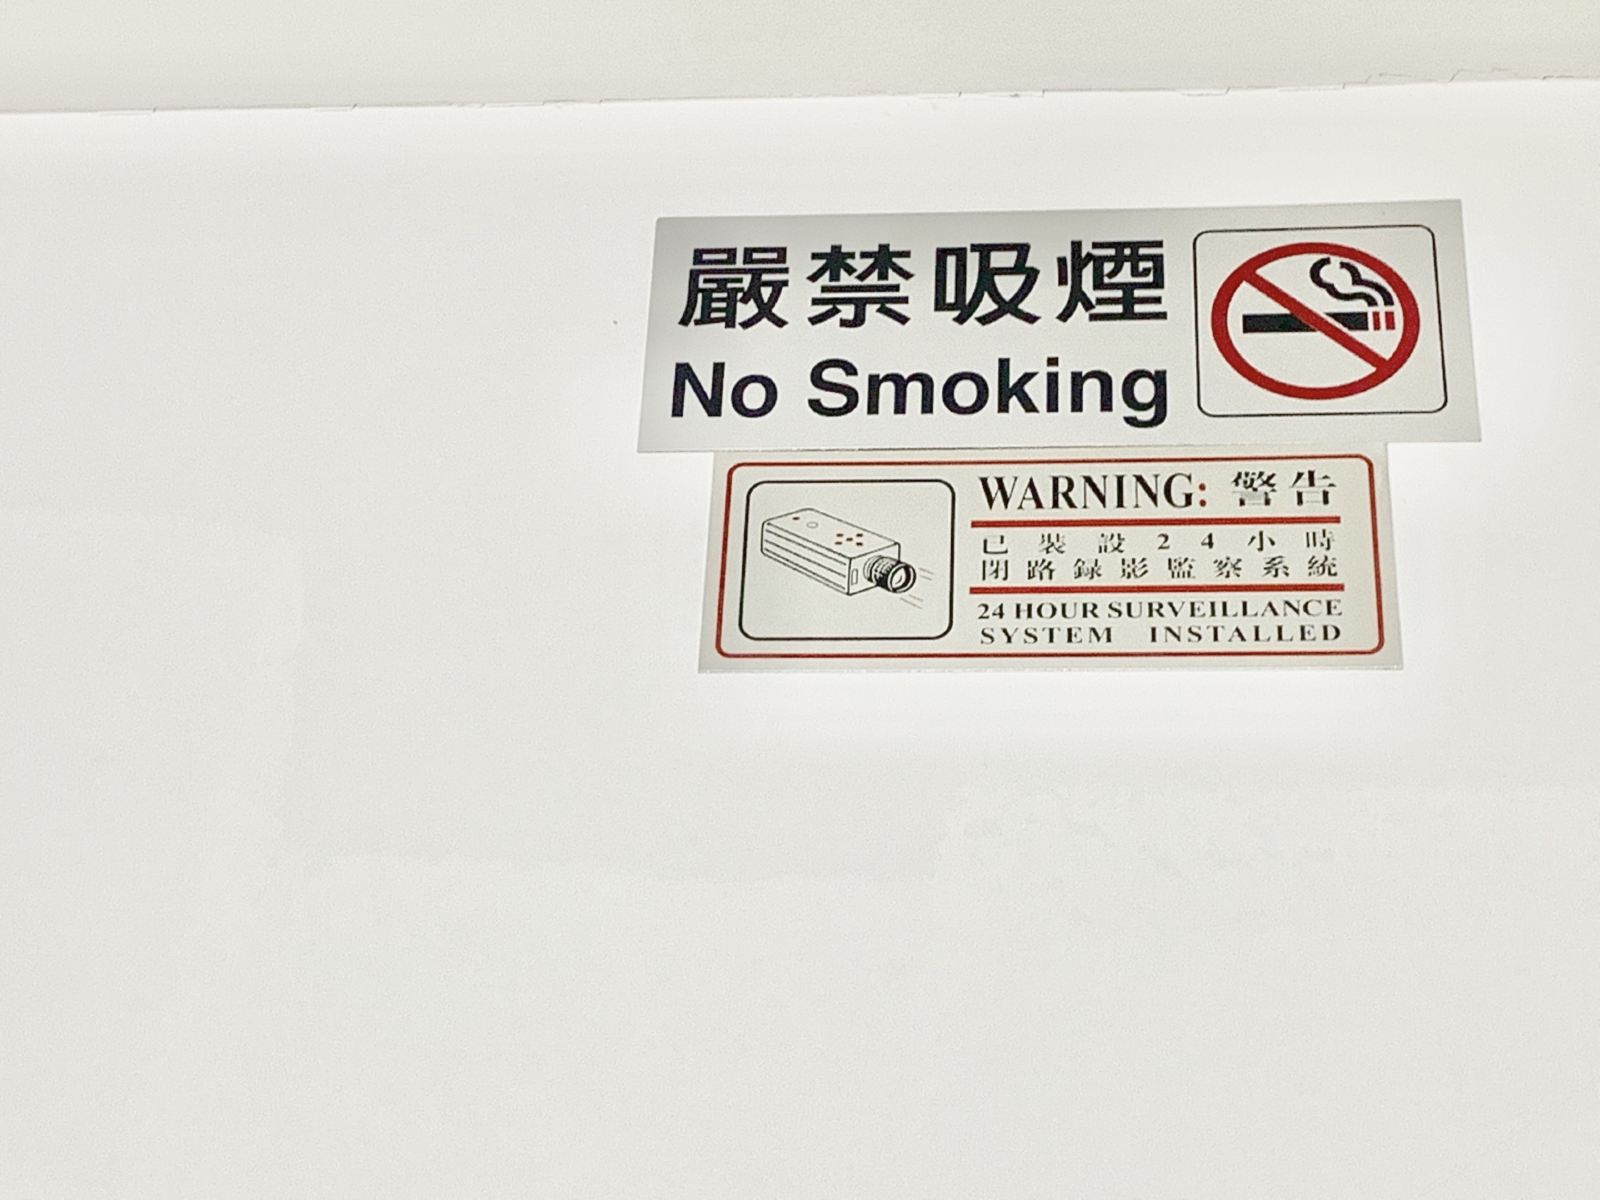 嚴禁吸煙
No Smoking
WARNING: 警告
已裝設24小時
閉路録影監察系統
24 HOUR SURVEILLANCE
SYSTEM INSTALLED